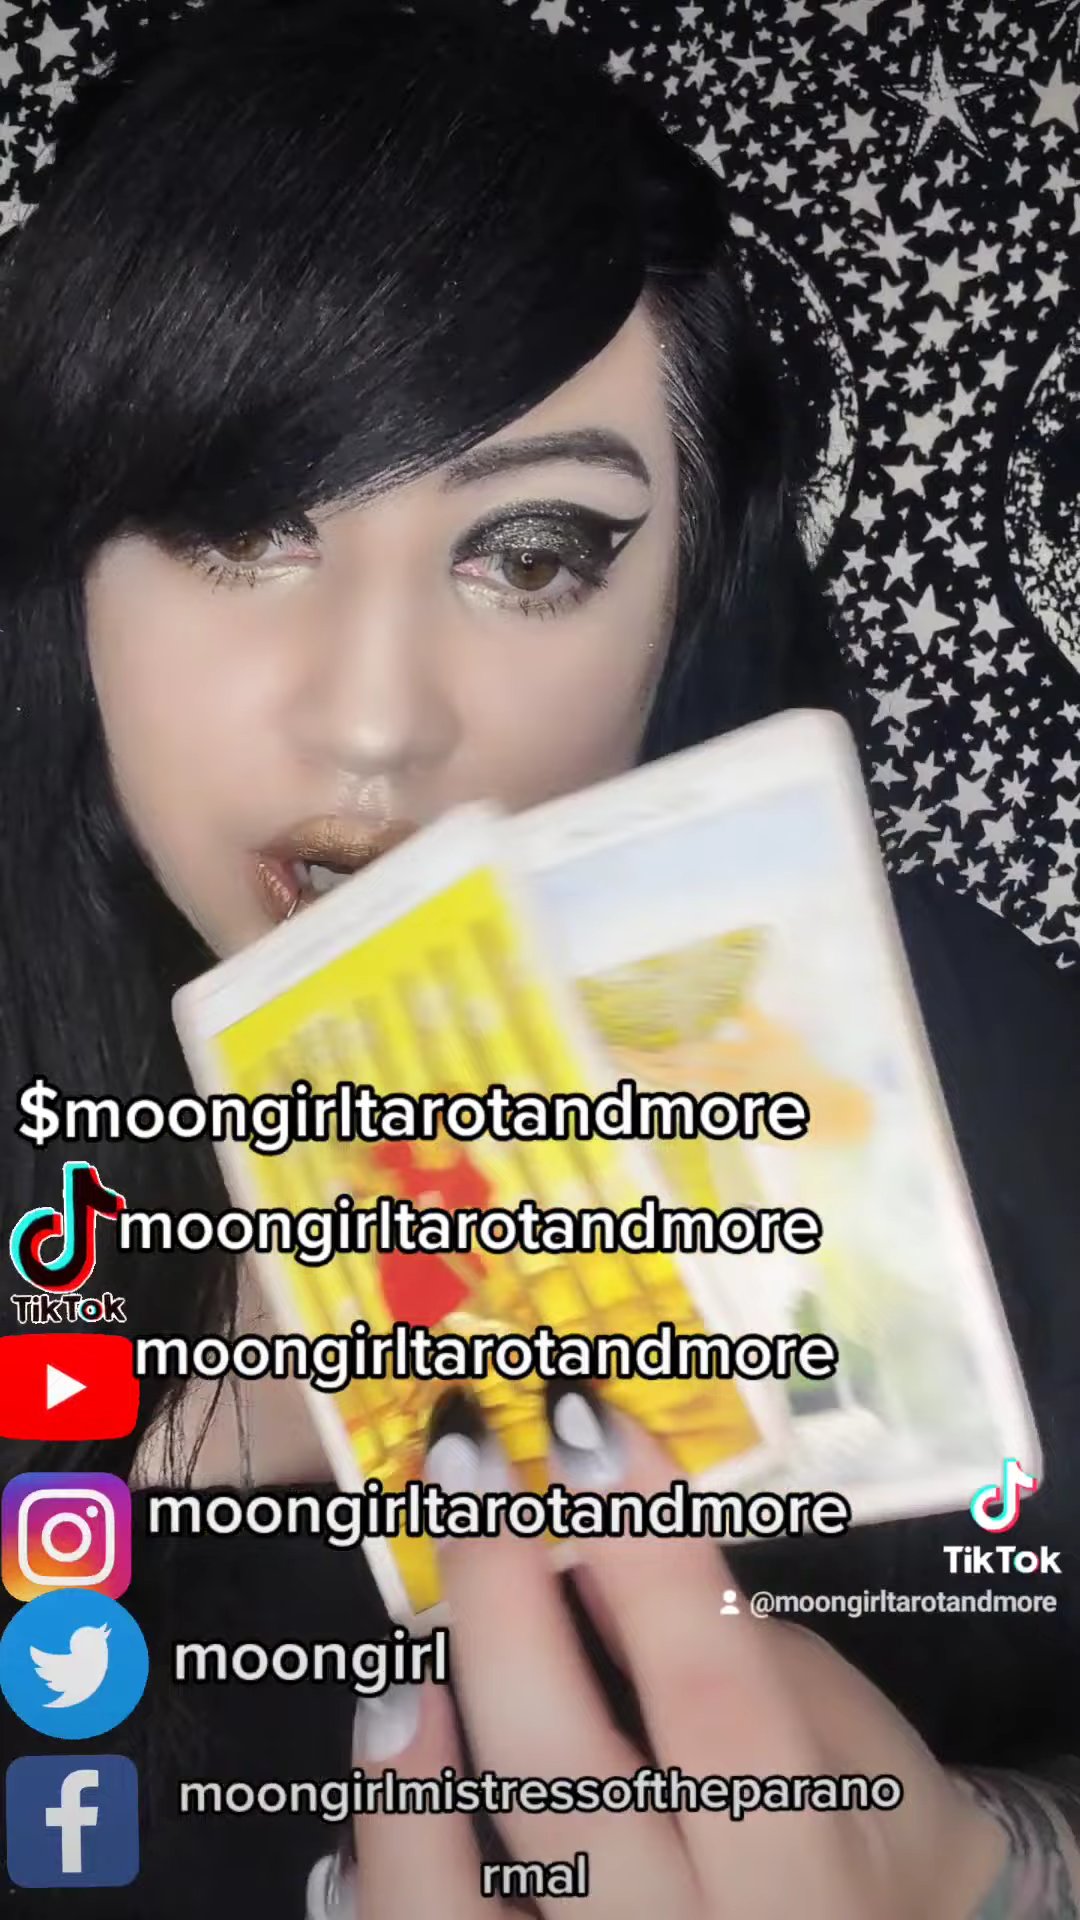 $moongirltarotandmore
moongirltarotandmore
TikTok
moongirltarotandmore
moongirltarotandmore
TikTok
@moongirltarotandmore
moongirl
moongirlmistressoftheparano
rmal